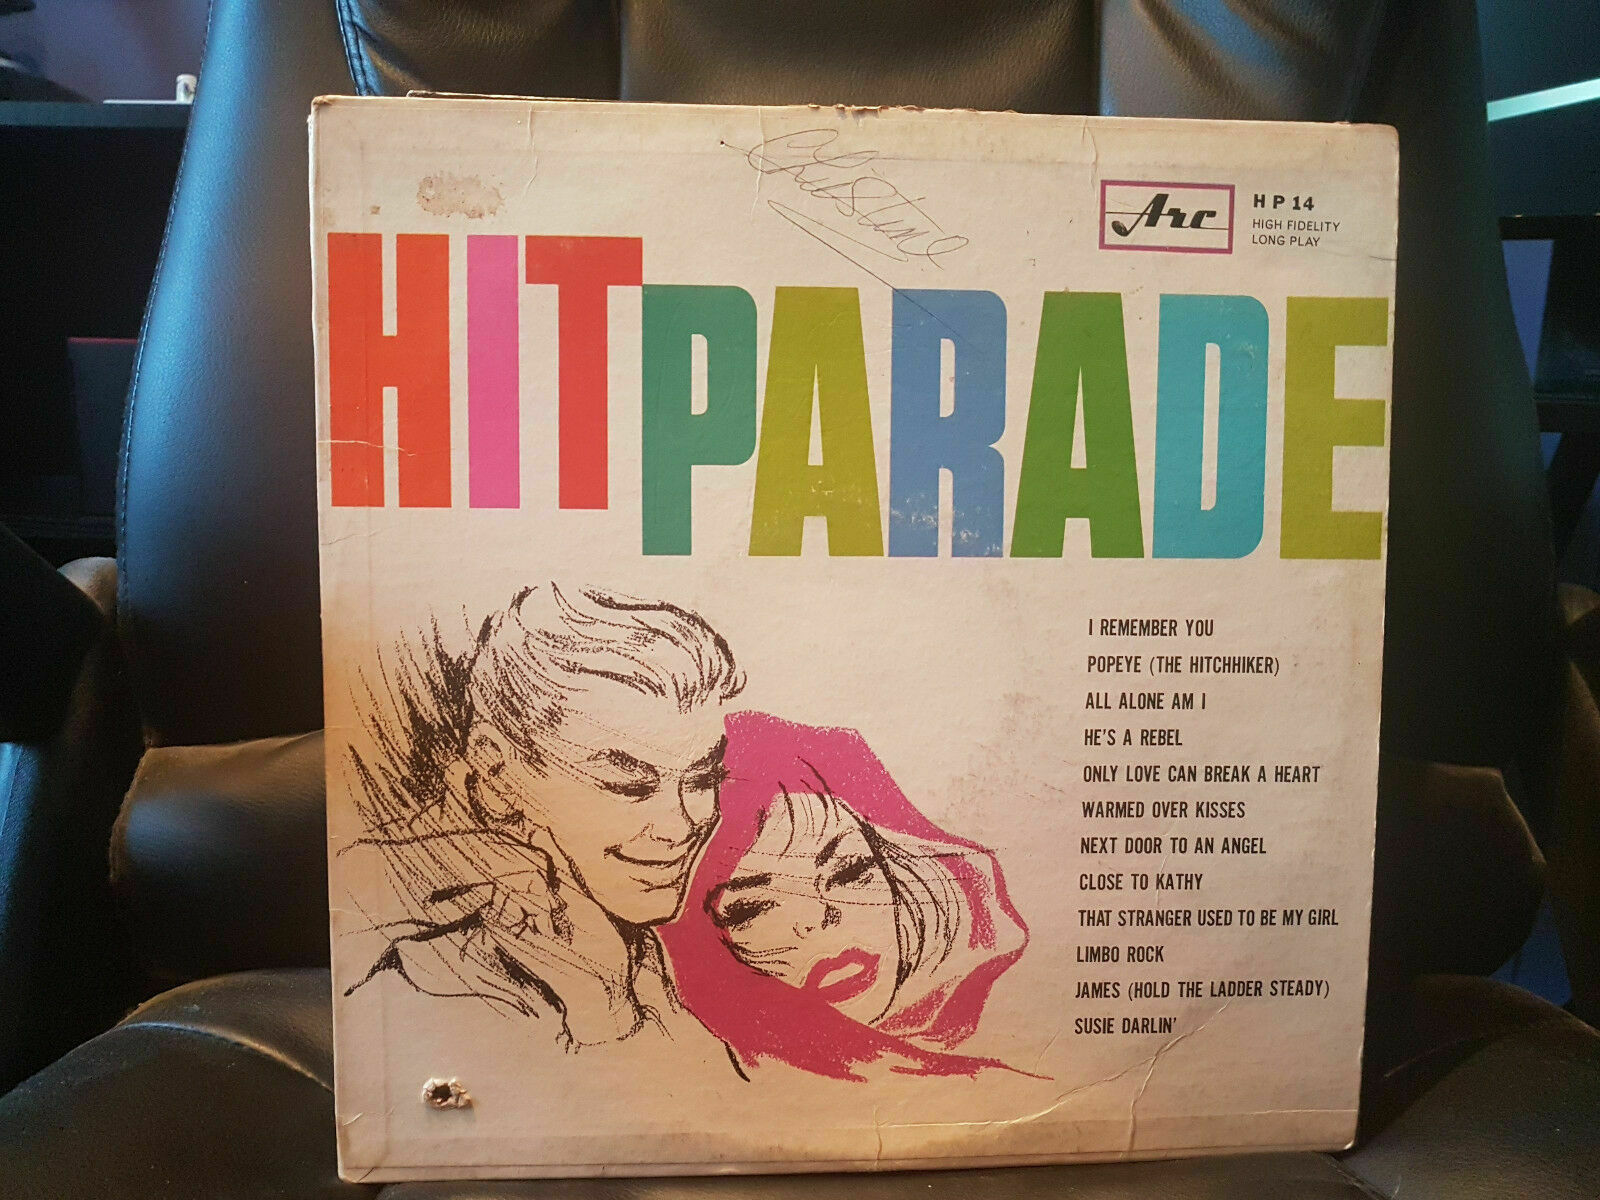 Christine
Arc
HP 14
HIGH FIDELITY
LONG PLAY
HIT PARADE
I REMEMBER YOU
POPEYE (THE HITCHHIKER)
ALL ALONE AM I
HE'S A REBEL
ONLY LOVE CAN BREAK A HEART
WARMED OVER KISSES
NEXT DOOR TO AN ANGEL
CLOSE TO KATHY
THAT STRANGER USED TO BE MY GIRL
LIMBO ROCK
JAMES (HOLD THE LADDER STEADY)
SUSIE DARLIN'